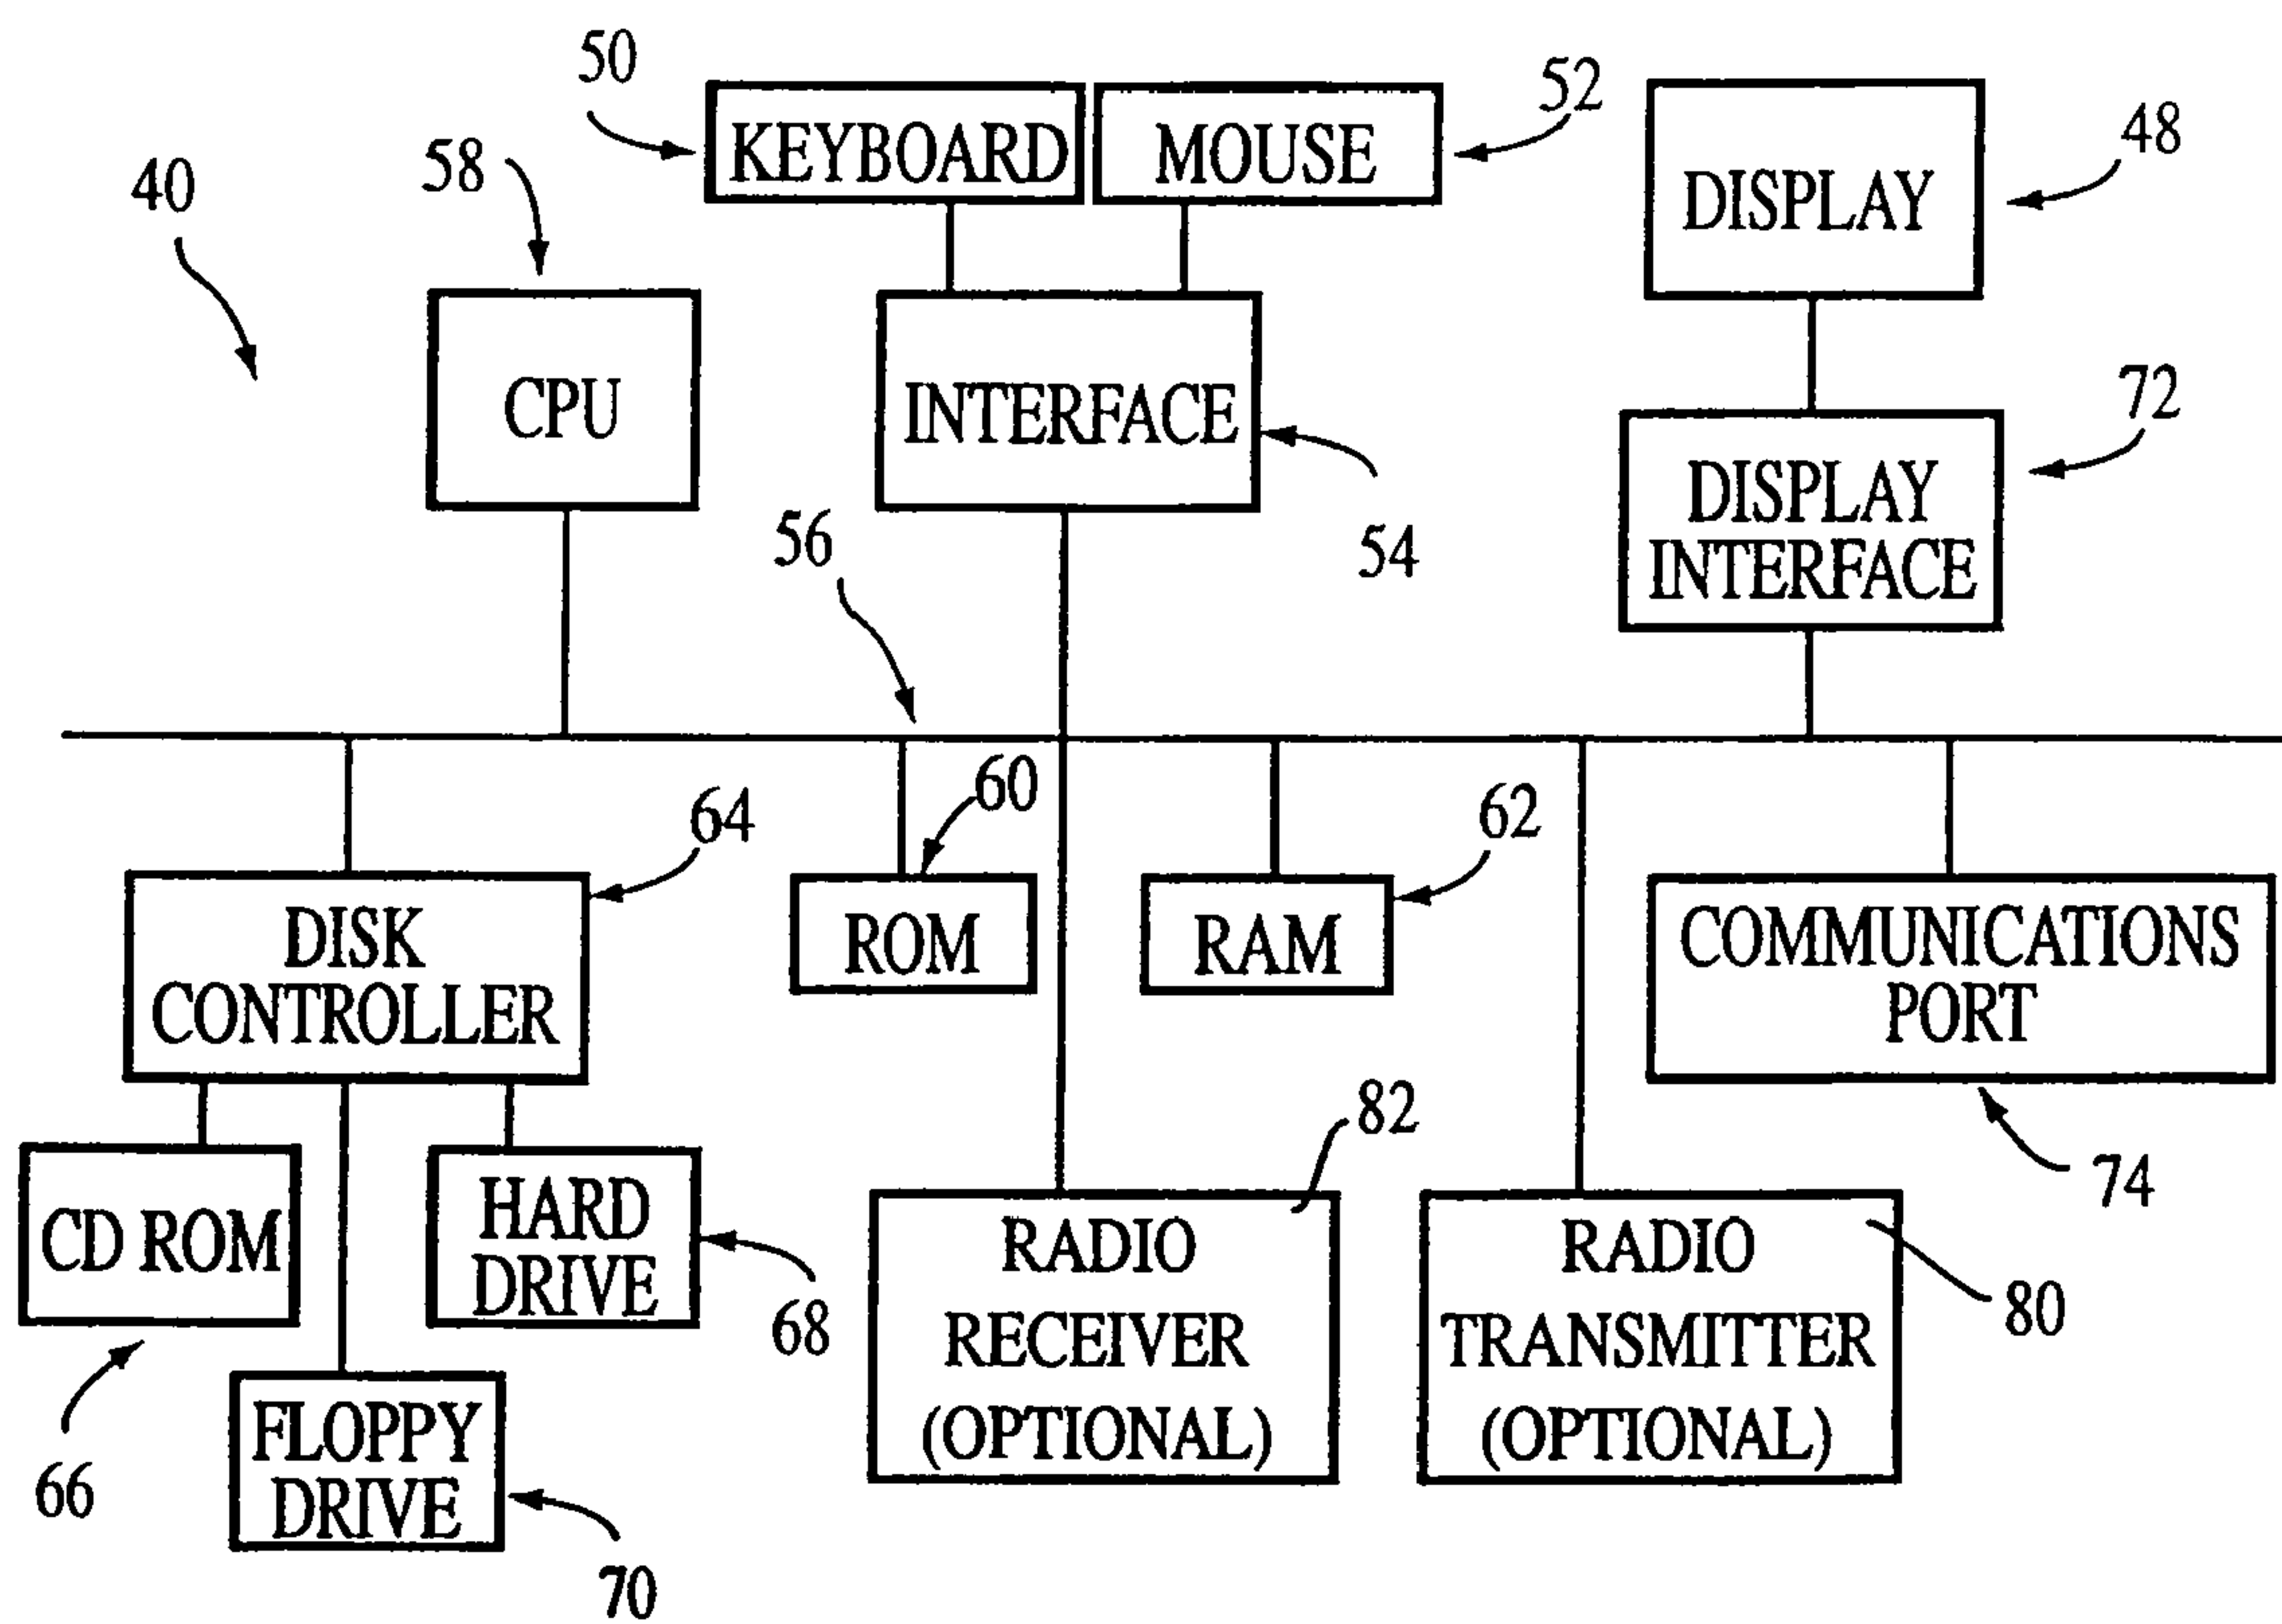 50
KEYBOARD
MOUSE
52
DISPLAY
48
58
40
CPU
INTERFACE
54
72
DISPLAY
INTERFACE
56
64
DISK
CONTROLLER
60
ROM
62
RAM
COMMUNICATIONS
PORT
74
CD ROM
66
HARD
DRIVE
68
FLOPPY
DRIVE
70
82
RADIO
RECEIVER
(OPTIONAL)
RADIO
TRANSMITTER
(OPTIONAL)
80